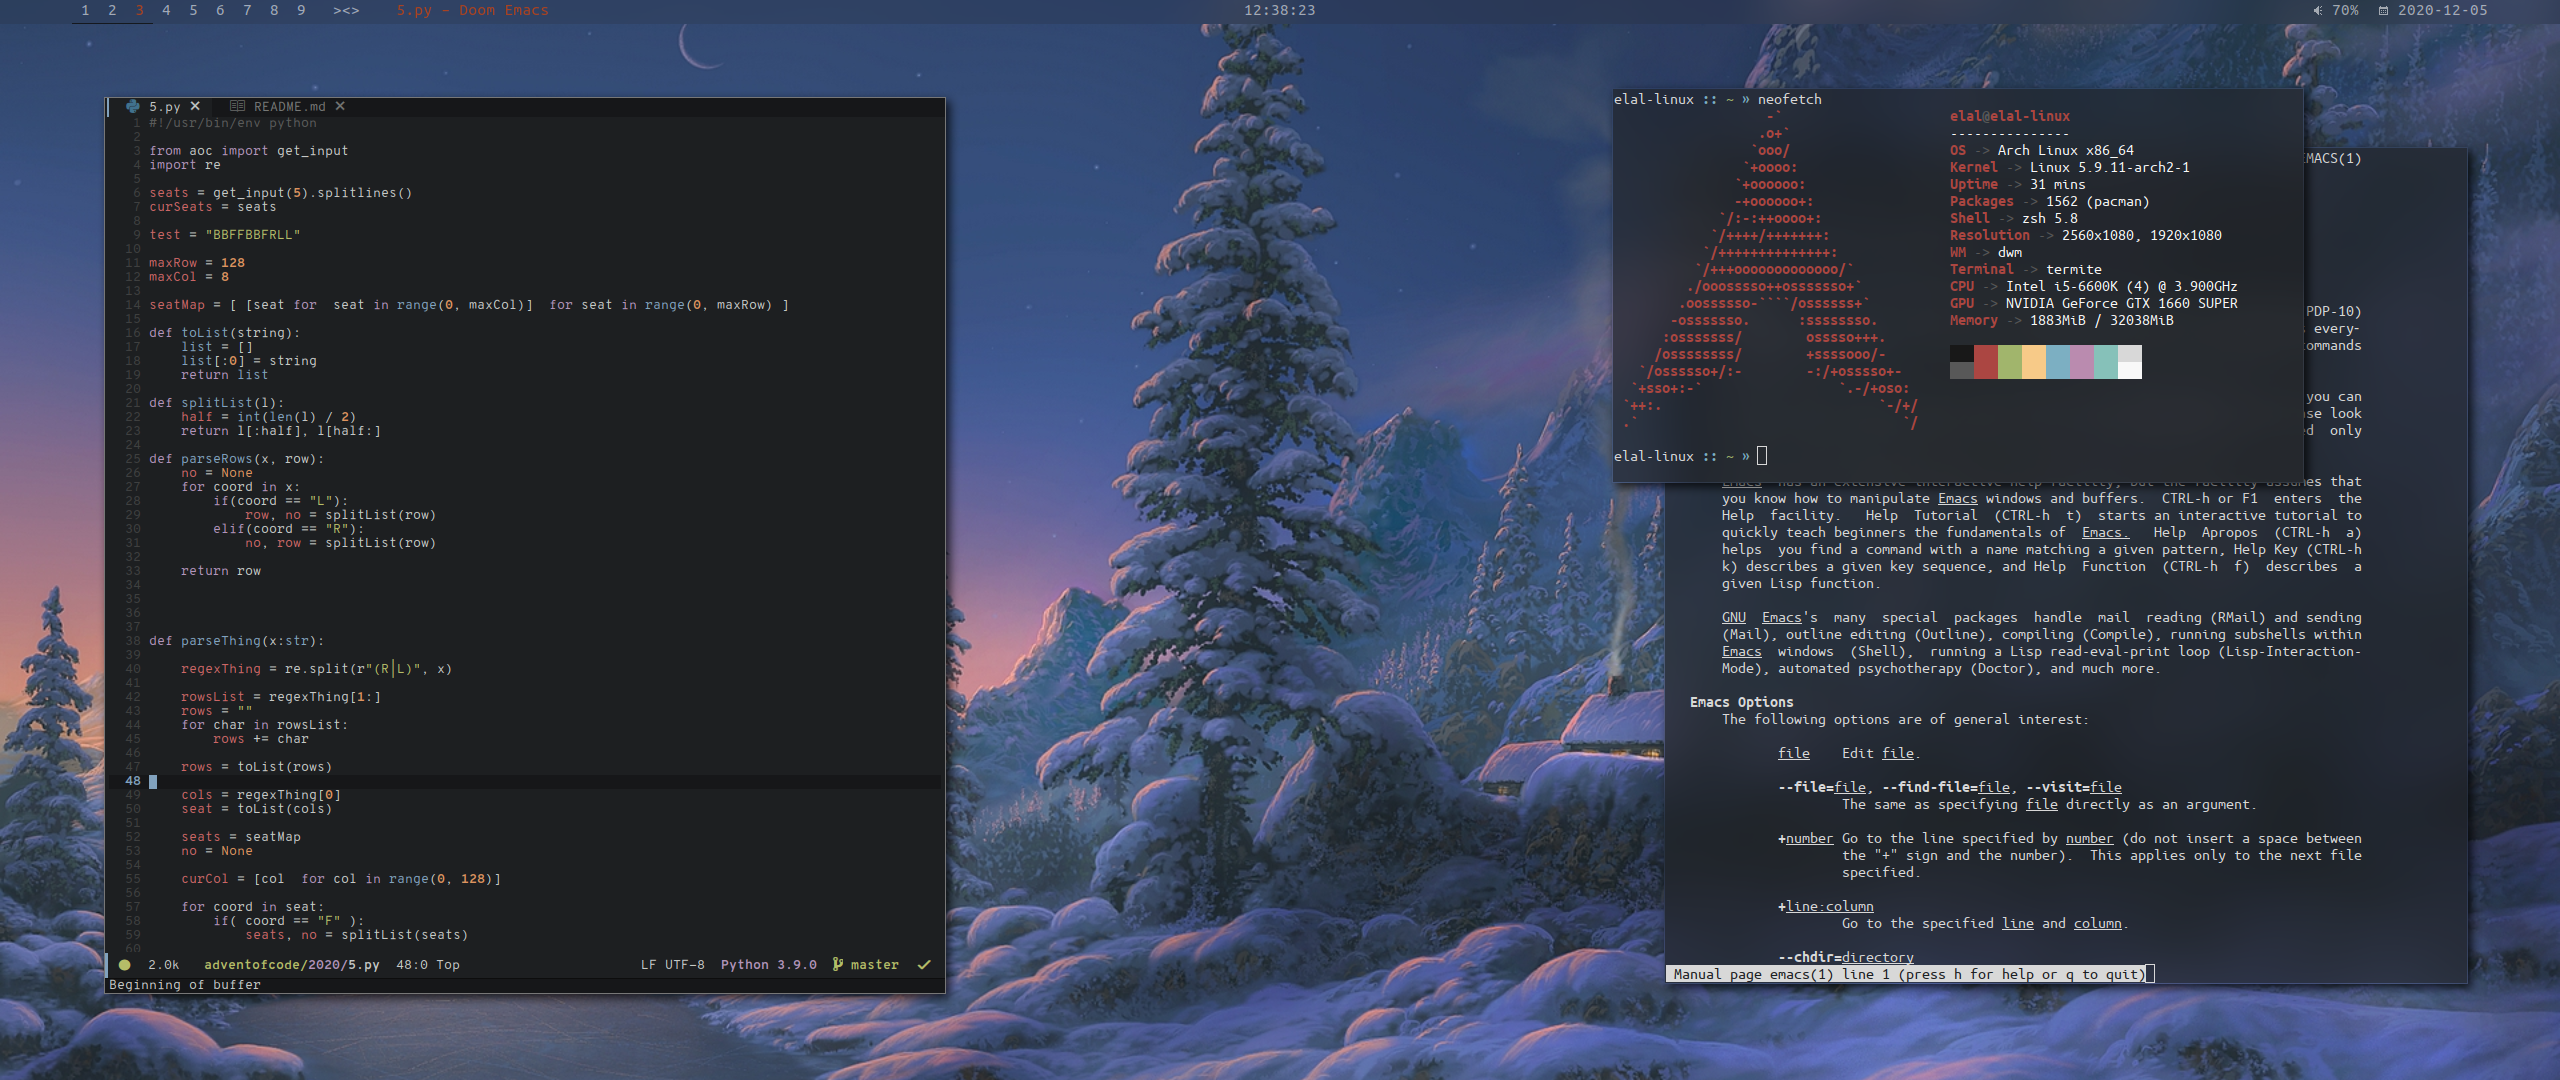 1 2 3 4 5 6 7 8 9 ><> 5.py – Doom Emacs 12:38:23 70% 2020-12-05
5.py × README.md ×
1 #!/usr/bin/env python
2
3 from aoc import get_input
4 import re
5
6 seats = get_input(5).splitlines()
7 curSeats = seats
8
9 test = "BBFFBBFRLL"
10
11 maxRow = 128
12 maxCol = 8
13
14 seatMap = [ [seat for  seat in range(0, maxCol)]  for seat in range(0, maxRow) ]
15
16 def toList(string):
17     list = []
18     list[:0] = string
19     return list
20
21 def splitList(l):
22     half = int(len(l) / 2)
23     return l[:half], l[half:]
24
25 def parseRows(x, row):
26     no = None
27     for coord in x:
28         if(coord == "L"):
29             row, no = splitList(row)
30         elif(coord == "R"):
31             no, row = splitList(row)
32
33     return row
34
35
36
37
38 def parseThing(x:str):
39
40     regexThing = re.split(r"(R|L)", x)
41
42     rowsList = regexThing[1:]
43     rows = ""
44     for char in rowsList:
45         rows += char
46
47     rows = toList(rows)
48
49     cols = regexThing[0]
50     seat = toList(cols)
51
52     seats = seatMap
53     no = None
54
55     curCol = [col  for col in range(0, 128)]
56
57     for coord in seat:
58         if( coord == "F" ):
59             seats, no = splitList(seats)
60
2.0k adventofcode/2020/5.py 48:0 Top LF UTF-8 Python 3.9.0 master
Beginning of buffer
elal-linux :: ~ » neofetch
                   -`
                  .o+`
                 `ooo/
                `+oooo:
               `+oooooo:
               -+oooooo+:
             `/:-:++oooo+:
            `/++++/+++++++:
           `/++++++++++++++:
          `/+++ooooooooooooo/`
         ./ooosssso++osssssso+`
        .oossssso-````/ossssss+`
       -osssssso.      :ssssssso.
      :osssssss/        osssso+++.
     /ossssssss/        +ssssooo/-
   `/ossssso+/:-        -:/+osssso+-
  `+sso+:-`                 `.-/+oso:
 `++:.                           `-/+/
 .`                                 `/
elal@elal-linux
---------------
OS -> Arch Linux x86_64
Kernel -> Linux 5.9.11-arch2-1
Uptime -> 31 mins
Packages -> 1562 (pacman)
Shell -> zsh 5.8
Resolution -> 2560x1080, 1920x1080
WM -> dwm
Terminal -> termite
CPU -> Intel i5-6600K (4) @ 3.900GHz
GPU -> NVIDIA GeForce GTX 1660 SUPER
Memory -> 1883MiB / 32038MiB
elal-linux :: ~ »
EMACS(1)
PDP-10)
every-
commands
you can
look
only
Emacs has an extensive interactive help facility, but the facility assumes that
you know how to manipulate Emacs windows and buffers.  CTRL-h or F1  enters  the
Help  facility.   Help  Tutorial  (CTRL-h  t)  starts an interactive tutorial to
quickly teach beginners the fundamentals of  Emacs.   Help  Apropos  (CTRL-h  a)
helps  you find a command with a name matching a given pattern, Help Key (CTRL-h
k) describes a given key sequence, and Help  Function  (CTRL-h  f)  describes  a
given Lisp function.
GNU  Emacs's  many  special  packages  handle  mail  reading (RMail) and sending
(Mail), outline editing (Outline), compiling (Compile), running subshells within
Emacs  windows  (Shell),  running a Lisp read-eval-print loop (Lisp-Interaction-
Mode), automated psychotherapy (Doctor), and much more.
Emacs Options
The following options are of general interest:
file    Edit file.
--file=file, --find-file=file, --visit=file
The same as specifying file directly as an argument.
+number Go to the line specified by number (do not insert a space between
the "+" sign and the number).  This applies only to the next file
specified.
+line:column
Go to the specified line and column.
--chdir=directory
Manual page emacs(1) line 1 (press h for help or q to quit)